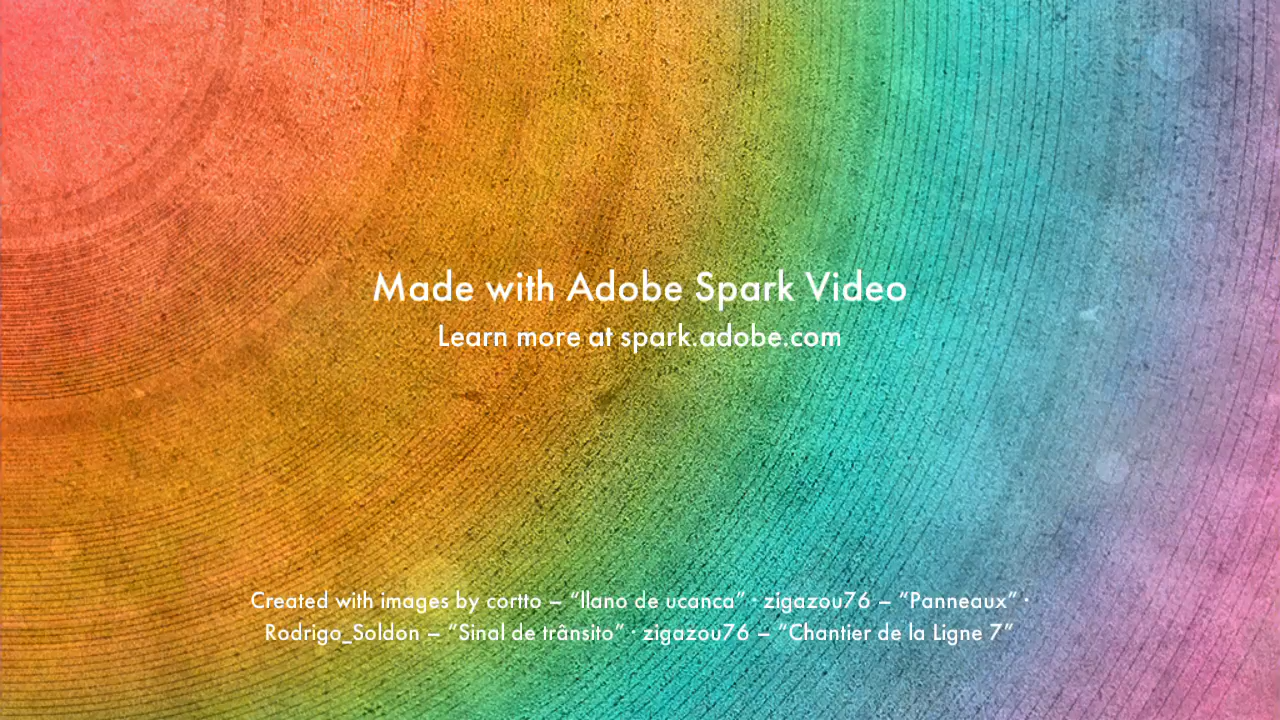 Made with Adobe Spark Video
Learn more at spark.adobe.com
Created with images by cortto – “llano de ucanca” · zigazou76 – “Panneaux” ·
Rodrigo_Soldon – “Sinal de trânsito” · zigazou76 – “Chantier de la Ligne 7”